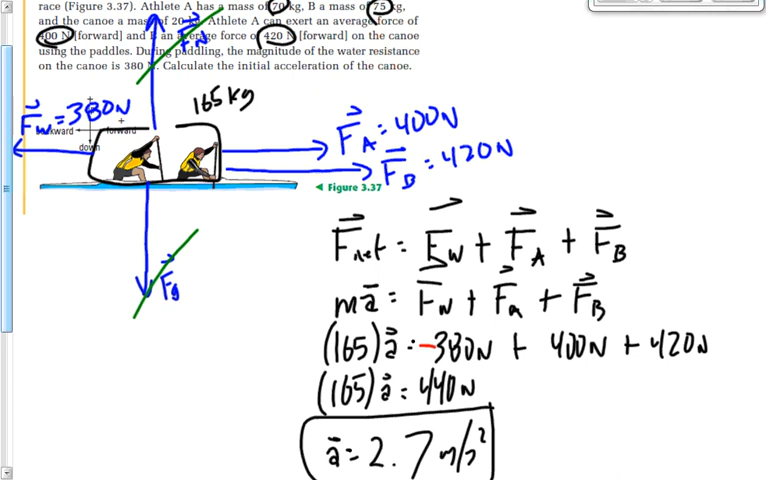 race (Figure 3.37). Athlete A has a mass of 70 kg, B a mass of 75 kg,
and the canoe a mass of 20 kg. Athlete A can exert an average force of
400 N [forward] and B an average force of 420 N [forward] on the canoe
using the paddles. During paddling, the magnitude of the water resistance
on the canoe is 380 N. Calculate the initial acceleration of the canoe.
F⃗N
165 kg
F⃗w = 380N
backward + forward
down
F⃗A = 400N
F⃗B = 420N
◀ Figure 3.37
F⃗g
F⃗net = F⃗w + F⃗A + F⃗B
ma⃗ = F⃗w + F⃗a + F⃗B
(165)a⃗ = -380N + 400N + 420N
(165)a⃗ = 440N
a⃗ = 2.7 m/s²